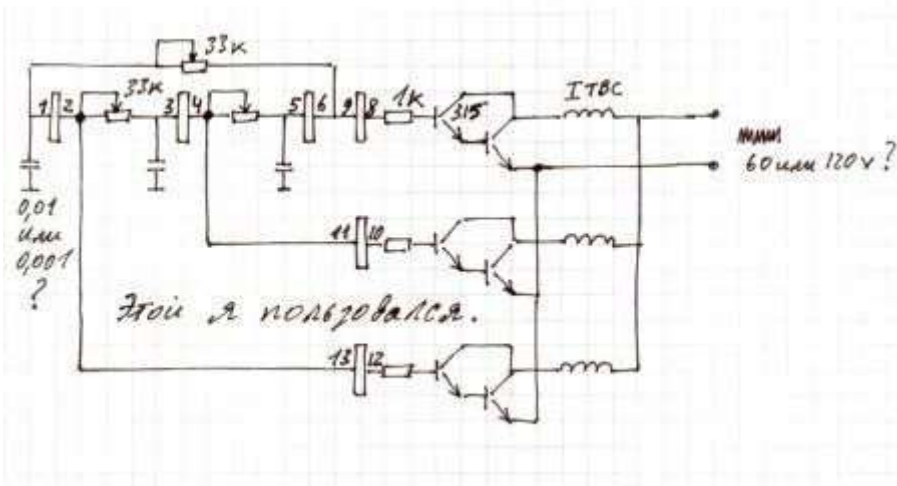 33к
33к
1 2 3 4 5 6 9 8 1к 315 I ТВС
60 или 120 v ?
0,01
или
0,001
?
11 10
Этой я пользовался.
13 12